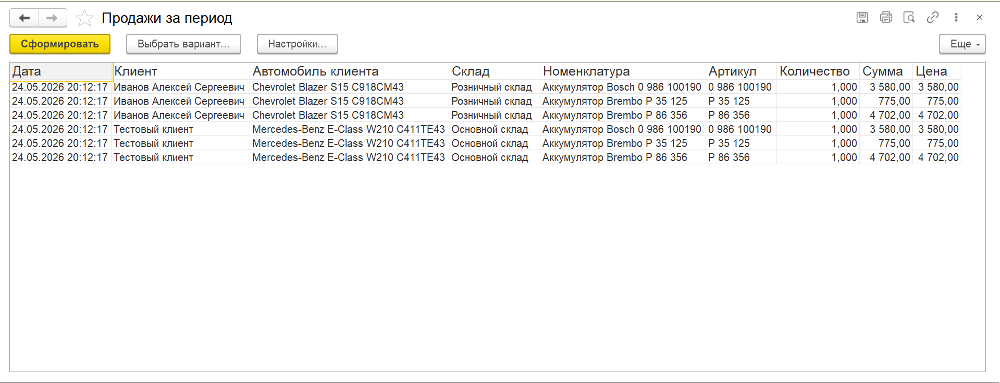 Продажи за период
Сформировать Выбрать вариант... Настройки... Еще
Дата Клиент Автомобиль клиента Склад Номенклатура Артикул Количество Сумма Цена
24.05.2026 20:12:17 Иванов Алексей Сергеевич Chevrolet Blazer S15 C918CM43 Розничный склад Аккумулятор Bosch 0 986 100190 0 986 100190 1,000 3 580,00 3 580,00
24.05.2026 20:12:17 Иванов Алексей Сергеевич Chevrolet Blazer S15 C918CM43 Розничный склад Аккумулятор Brembo P 35 125 P 35 125 1,000 775,00 775,00
24.05.2026 20:12:17 Иванов Алексей Сергеевич Chevrolet Blazer S15 C918CM43 Розничный склад Аккумулятор Brembo P 86 356 P 86 356 1,000 4 702,00 4 702,00
24.05.2026 20:12:17 Тестовый клиент Mercedes-Benz E-Class W210 C411TE43 Основной склад Аккумулятор Bosch 0 986 100190 0 986 100190 1,000 3 580,00 3 580,00
24.05.2026 20:12:17 Тестовый клиент Mercedes-Benz E-Class W210 C411TE43 Основной склад Аккумулятор Brembo P 35 125 P 35 125 1,000 775,00 775,00
24.05.2026 20:12:17 Тестовый клиент Mercedes-Benz E-Class W210 C411TE43 Основной склад Аккумулятор Brembo P 86 356 P 86 356 1,000 4 702,00 4 702,00